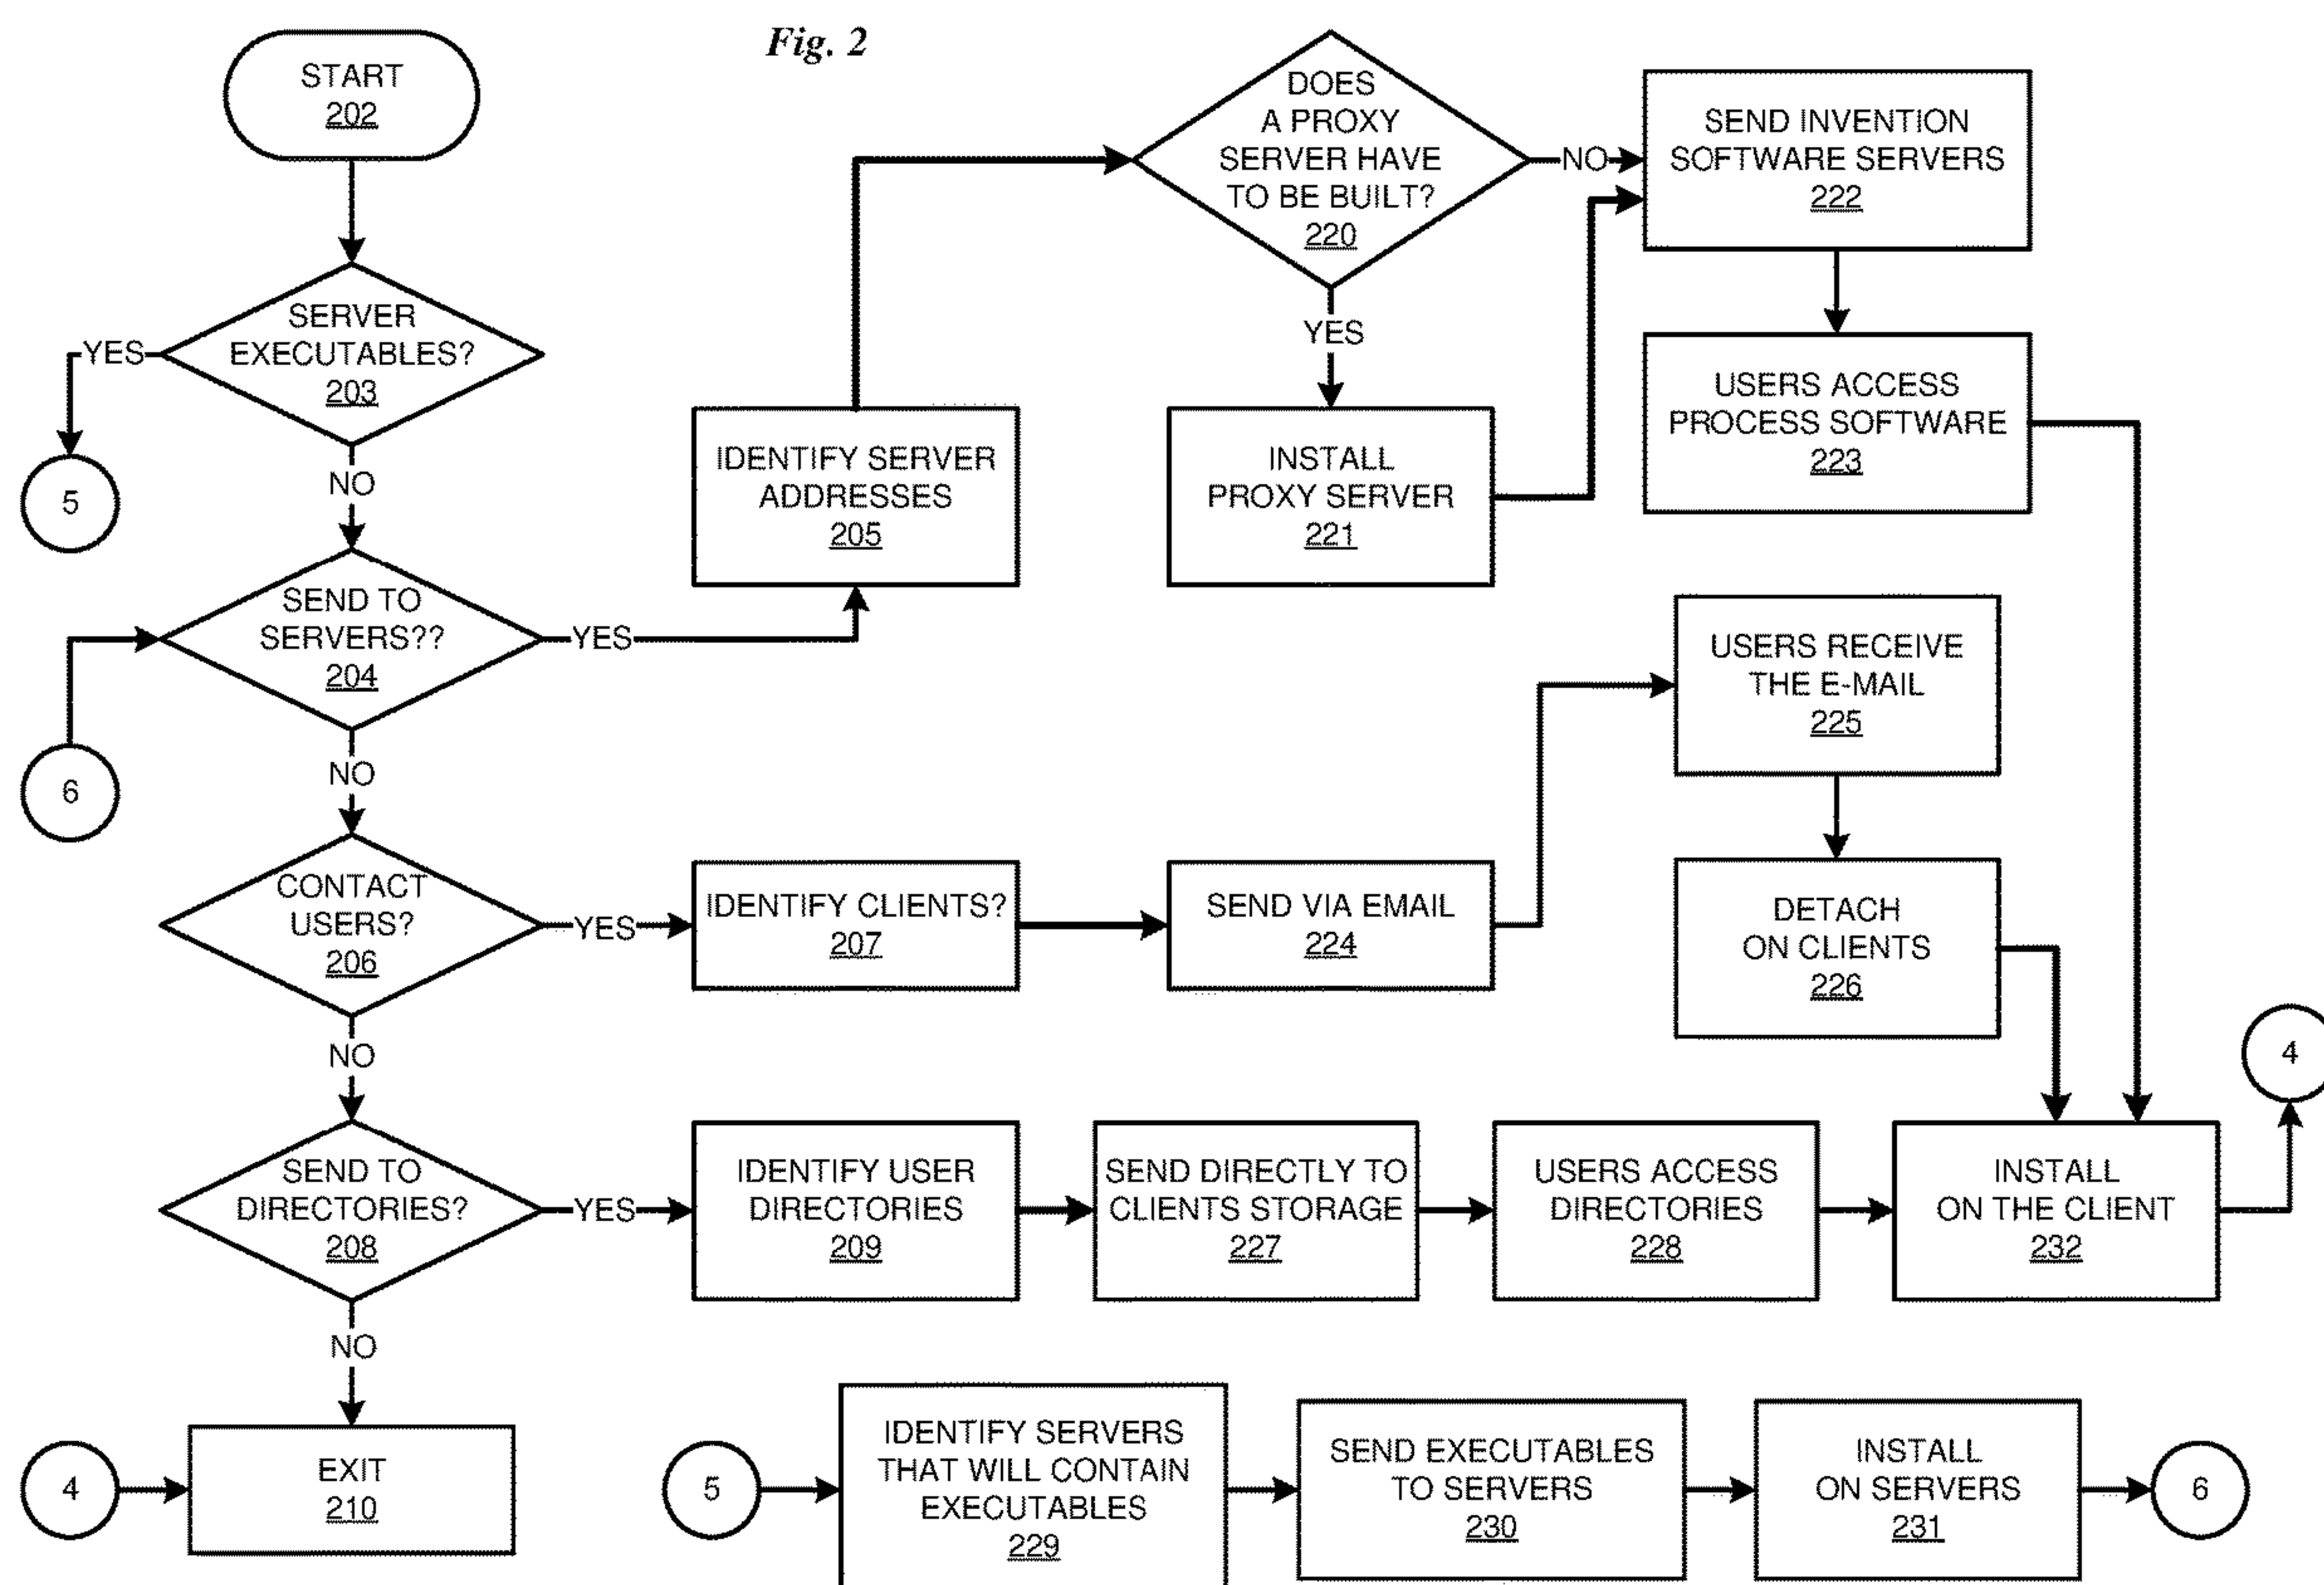 Fig. 2
START
202
SERVER
EXECUTABLES?
203
YES
5
NO
SEND TO
SERVERS??
204
YES
6
NO
CONTACT
USERS?
206
YES
NO
SEND TO
DIRECTORIES?
208
YES
NO
EXIT
210
4
IDENTIFY SERVER
ADDRESSES
205
DOES
A PROXY
SERVER HAVE
TO BE BUILT?
220
NO
YES
INSTALL
PROXY SERVER
221
SEND INVENTION
SOFTWARE SERVERS
222
USERS ACCESS
PROCESS SOFTWARE
223
IDENTIFY CLIENTS?
207
SEND VIA EMAIL
224
USERS RECEIVE
THE E-MAIL
225
DETACH
ON CLIENTS
226
IDENTIFY USER
DIRECTORIES
209
SEND DIRECTLY TO
CLIENTS STORAGE
227
USERS ACCESS
DIRECTORIES
228
INSTALL
ON THE CLIENT
232
4
5
IDENTIFY SERVERS
THAT WILL CONTAIN
EXECUTABLES
229
SEND EXECUTABLES
TO SERVERS
230
INSTALL
ON SERVERS
231
6